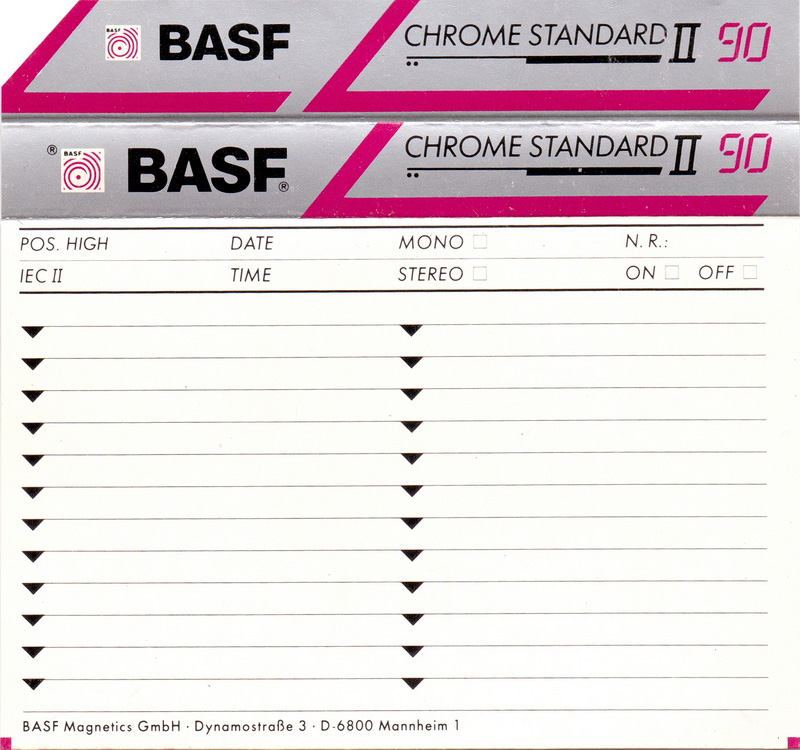 BASF BASF CHROME STANDARD II 90
® BASF BASF® CHROME STANDARD II 90
POS. HIGH DATE MONO N.R.:
IEC II TIME STEREO ON OFF
BASF Magnetics GmbH · Dynamostraße 3 · D-6800 Mannheim 1